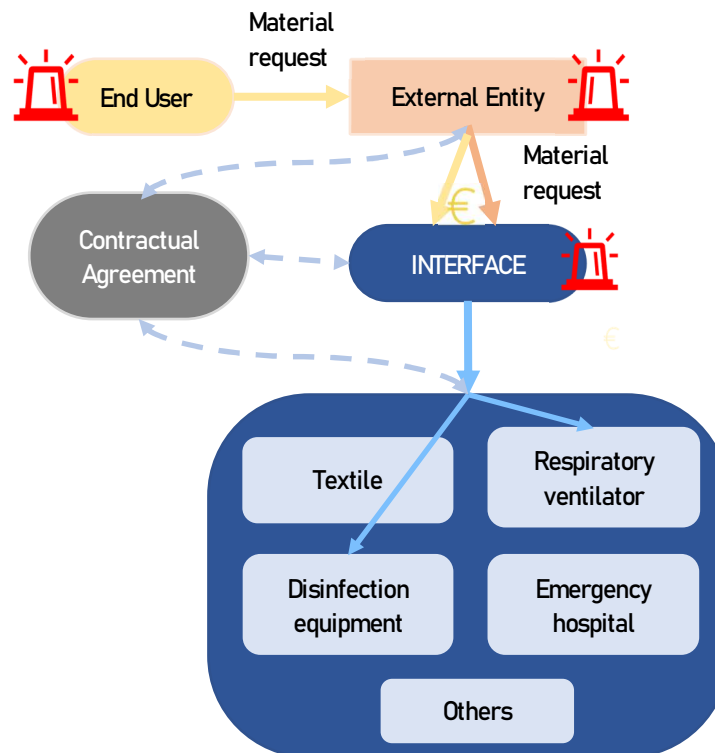 Material
request
End User
External Entity
Material
request
€
Contractual
Agreement
INTERFACE
€
Textile
Respiratory
ventilator
Disinfection
equipment
Emergency
hospital
Others